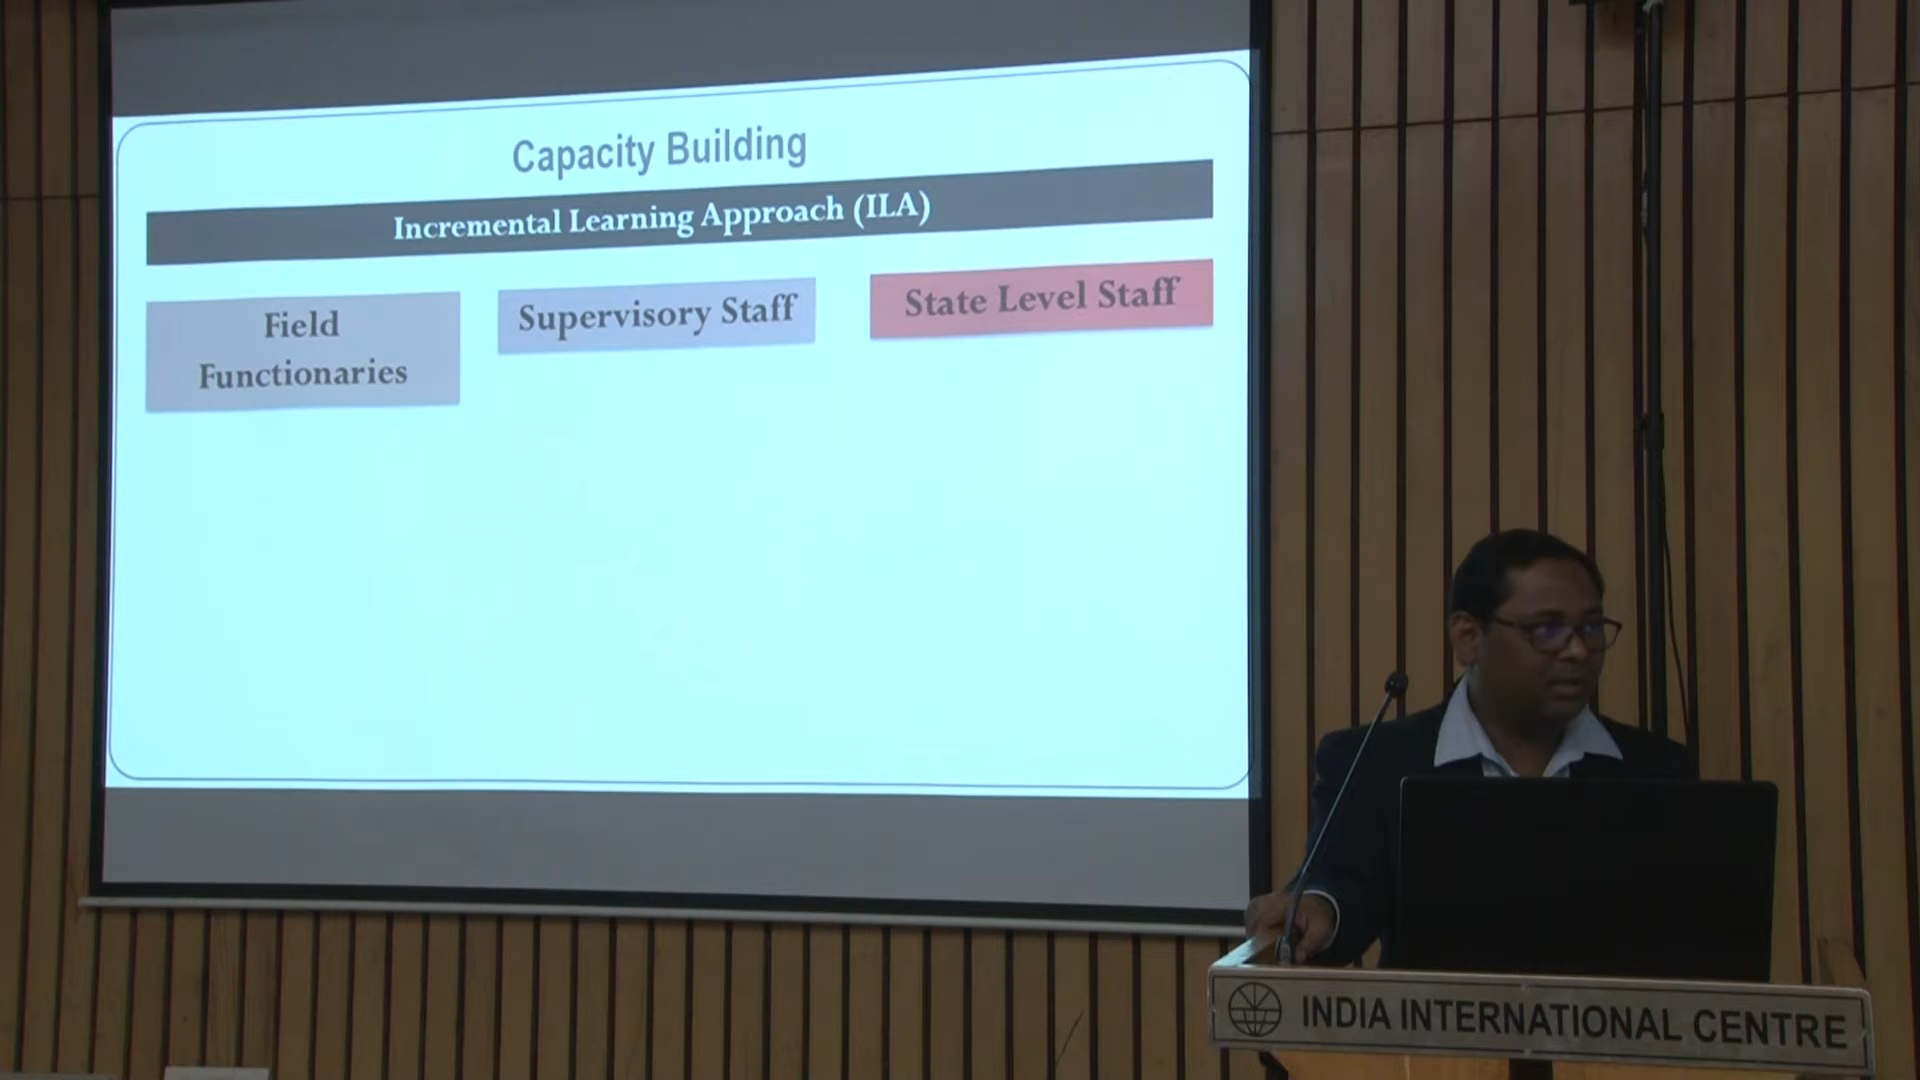 Capacity Building
Incremental Learning Approach (ILA)
Field
Functionaries
Supervisory Staff
State Level Staff
INDIA INTERNATIONAL CENTRE